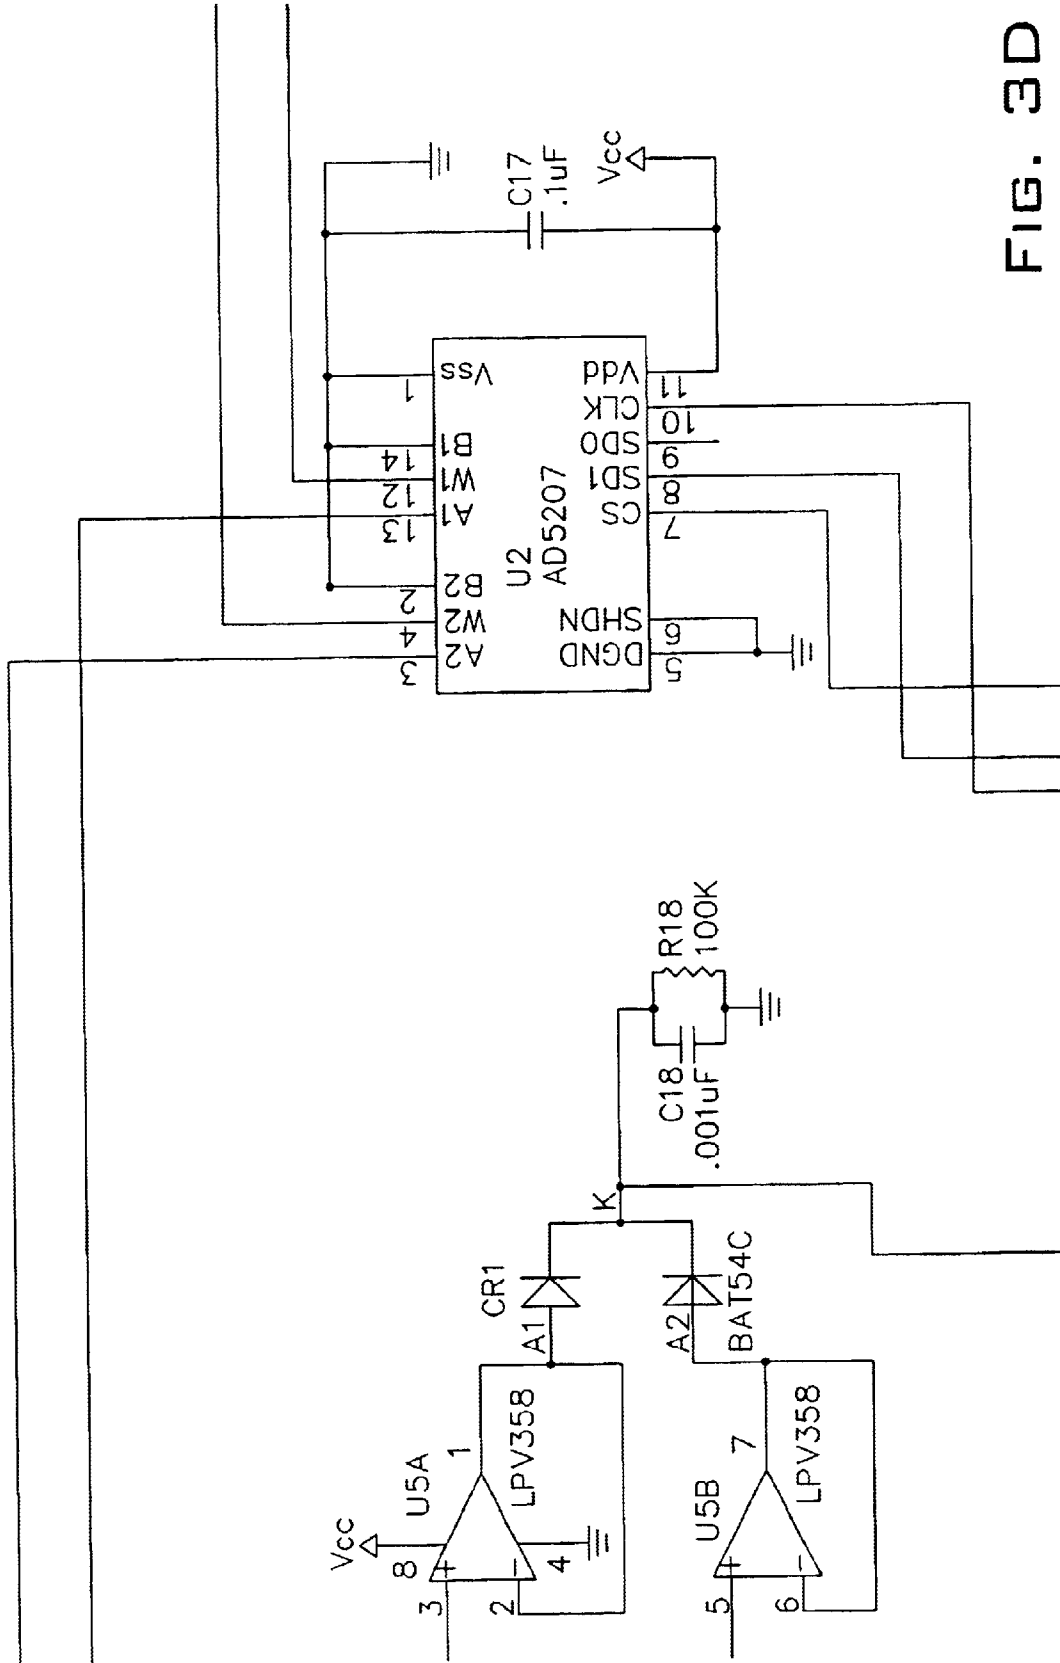 FIG. 3D
Vcc
8
U5A
3
+
1
2
-
4
LPV358
CR1
A1
K
A2
BAT54C
U5B
5
+
7
6
-
LPV358
C18
.001uF
R18
100K
3
A2
4
W2
2
B2
13
A1
12
W1
14
B1
1
Vss
U2
AD5207
DGND
5
SHDN
6
CS
7
SD1
8
SD0
9
CLK
10
Vdd
11
C17
.1uF
Vcc